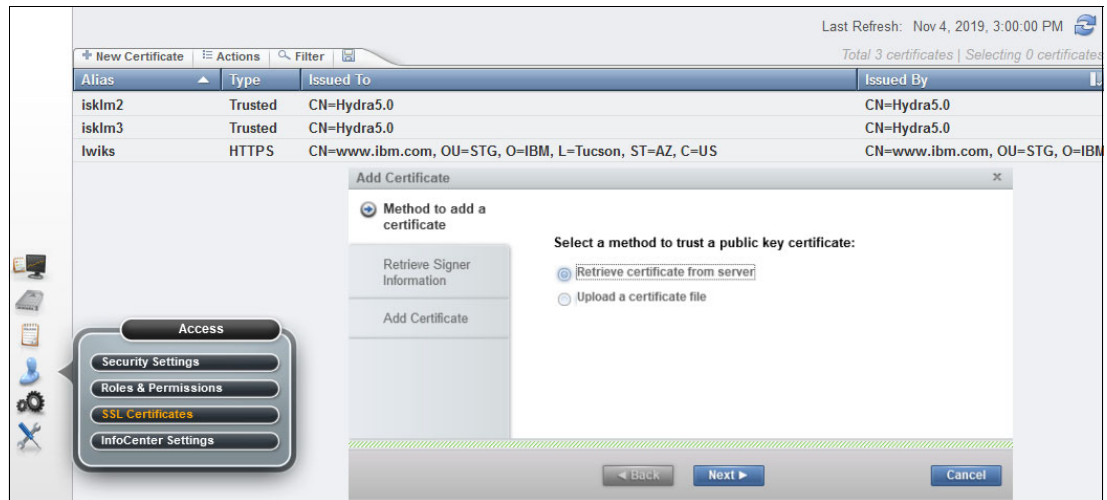 Last Refresh: Nov 4, 2019, 3:00:00 PM
New Certificate Actions Filter
Total 3 certificates | Selecting 0 certificates
Alias Type Issued To Issued By
isklm2 Trusted CN=Hydra5.0 CN=Hydra5.0
isklm3 Trusted CN=Hydra5.0 CN=Hydra5.0
lwiks HTTPS CN=www.ibm.com, OU=STG, O=IBM, L=Tucson, ST=AZ, C=US CN=www.ibm.com, OU=STG, O=IBM
Add Certificate
Method to add a
certificate
Retrieve Signer
Information
Add Certificate
Select a method to trust a public key certificate:
Retrieve certificate from server
Upload a certificate file
Access
Security Settings
Roles & Permissions
SSL Certificates
InfoCenter Settings
Back Next Cancel